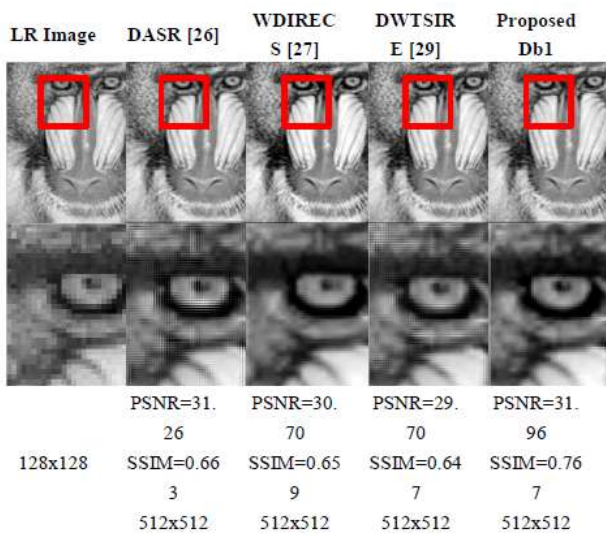 LR Image
DASR [26]
WDIREC
S [27]
DWTSIR
E [29]
Proposed
Db1
128x128
PSNR=31.
26
SSIM=0.66
3
512x512
PSNR=30.
70
SSIM=0.65
9
512x512
PSNR=29.
70
SSIM=0.64
7
512x512
PSNR=31.
96
SSIM=0.76
7
512x512